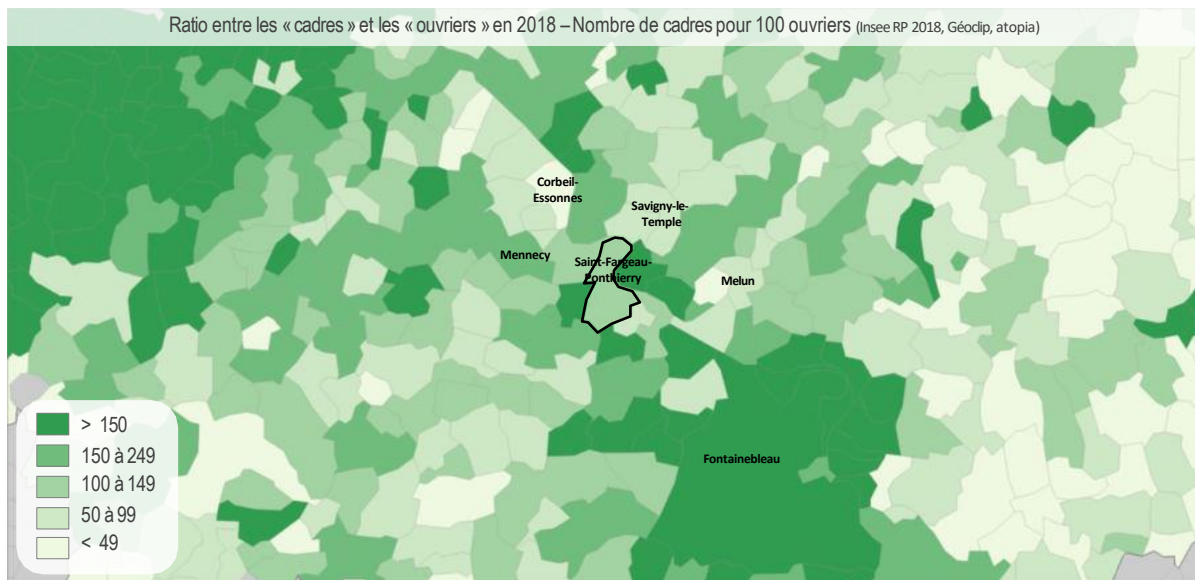 Ratio entre les « cadres » et les « ouvriers » en 2018 – Nombre de cadres pour 100 ouvriers (Insee RP 2018, Géoclip, atopia)
Corbeil-
Essonnes
Savigny-le-
Temple
Mennecy
Saint-Fargeau-
Ponthierry
Melun
Fontainebleau
> 150
150 à 249
100 à 149
50 à 99
< 49